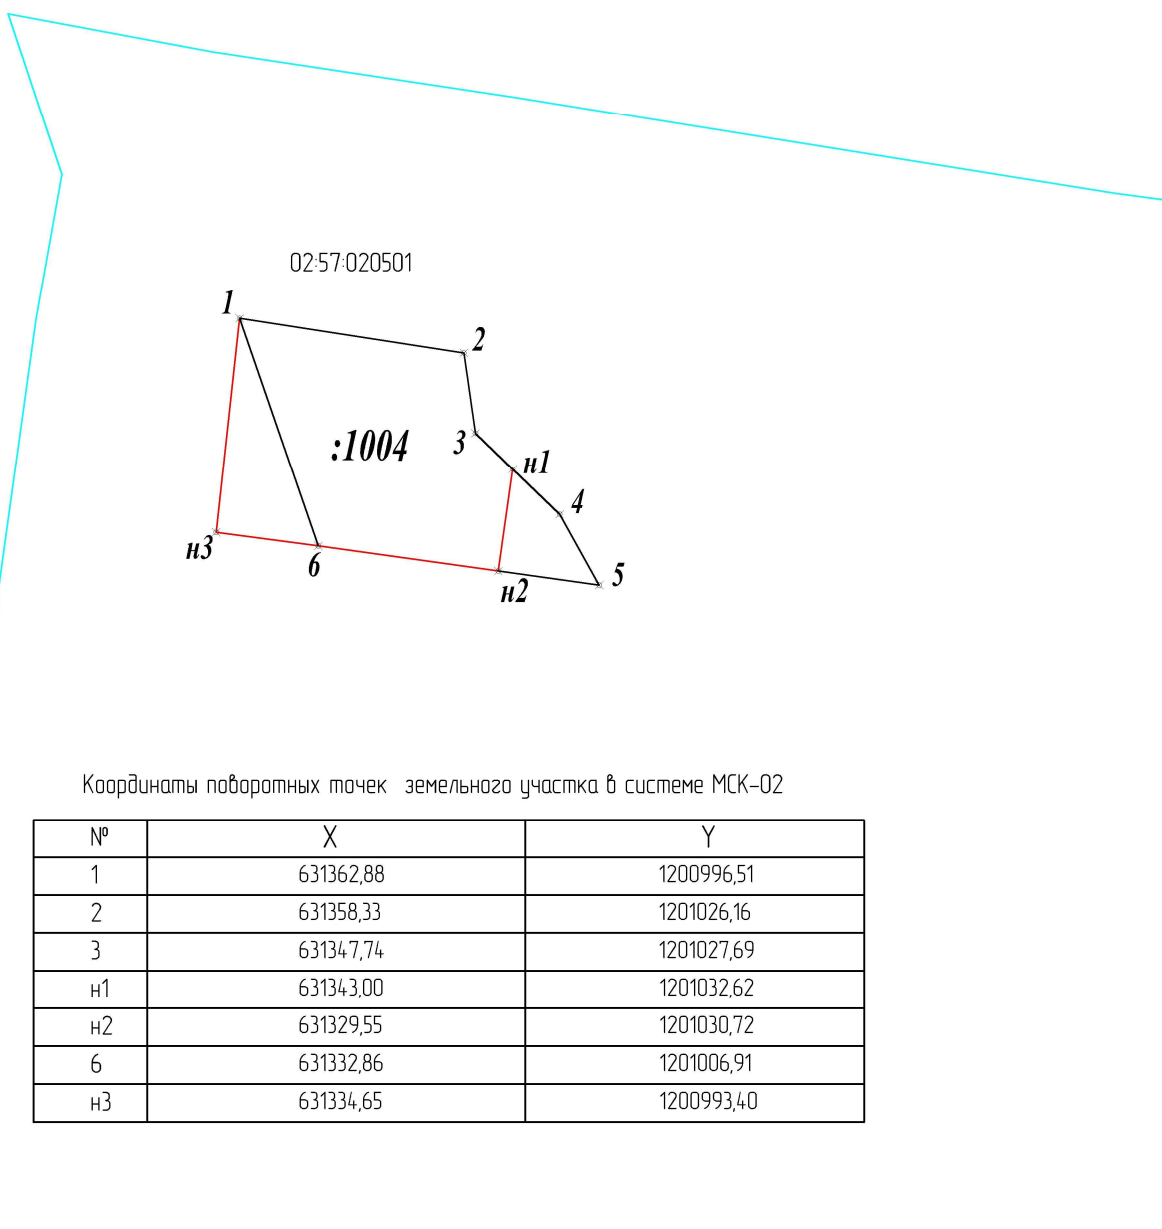 02:57:020501
1
2
:1004
3
н1
4
н3
6
5
н2
Координаты поворотных точек земельного участка в системе МСК-02
№ X Y
1 631362,88 1200996,51
2 631358,33 1201026,16
3 631347,74 1201027,69
н1 631343,00 1201032,62
н2 631329,55 1201030,72
6 631332,86 1201006,91
н3 631334,65 1200993,40